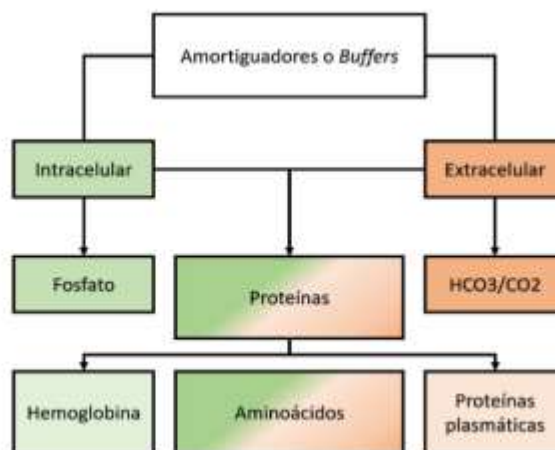 Amortiguadores o Buffers
Intracelular
Extracelular
Fosfato
Proteínas
HCO3/CO2
Hemoglobina
Aminoácidos
Proteínas
plasmáticas